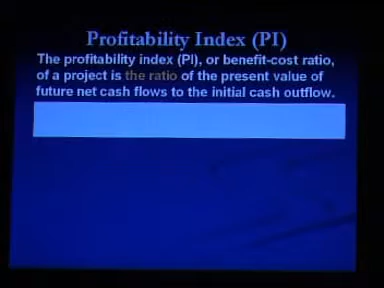 Profitability Index (PI)
The profitability index (PI), or benefit-cost ratio,
of a project is the ratio of the present value of
future net cash flows to the initial cash outflow.